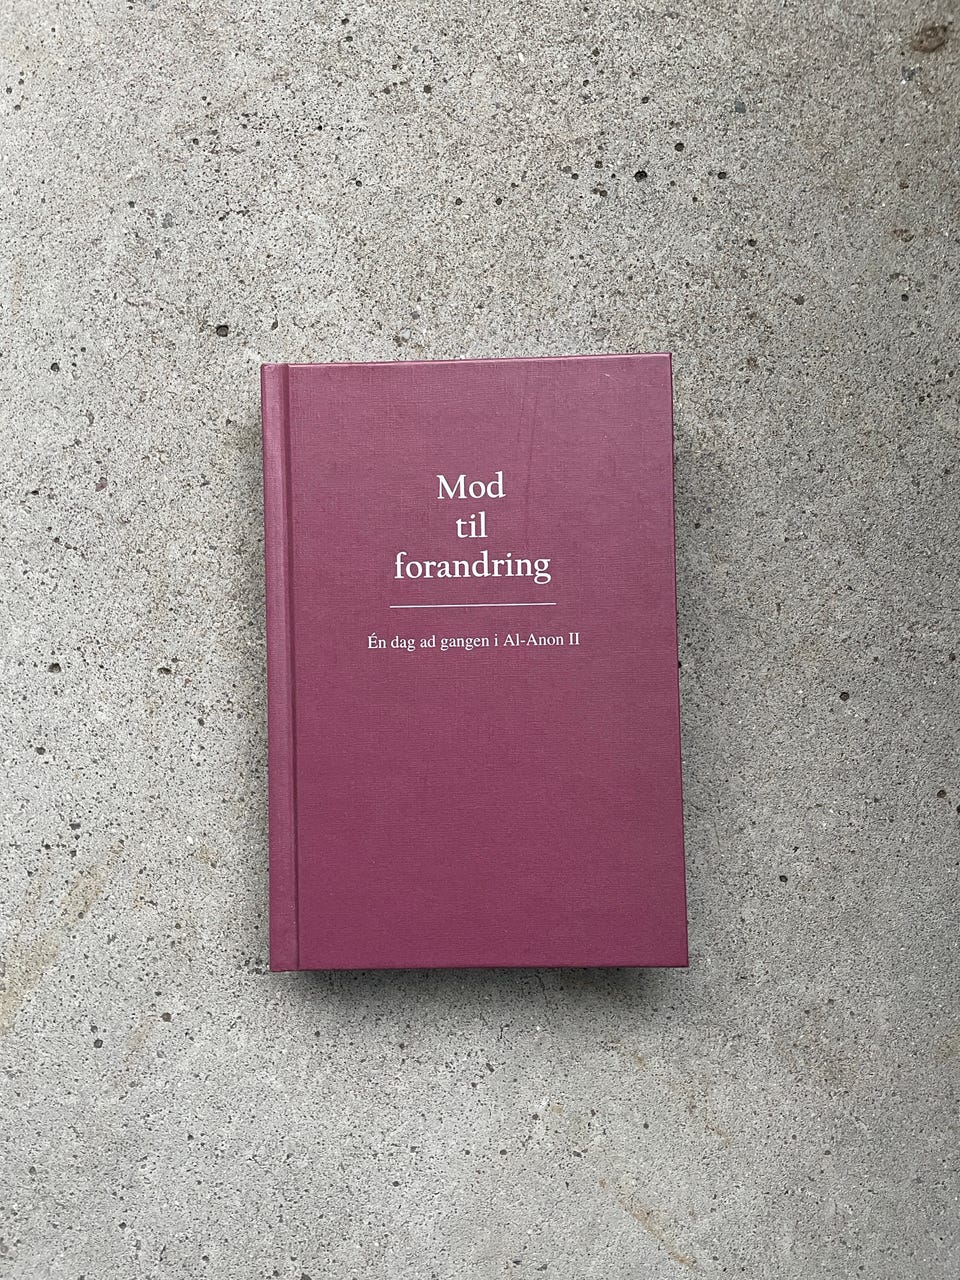 Mod
til
forandring
Én dag ad gangen i Al-Anon II